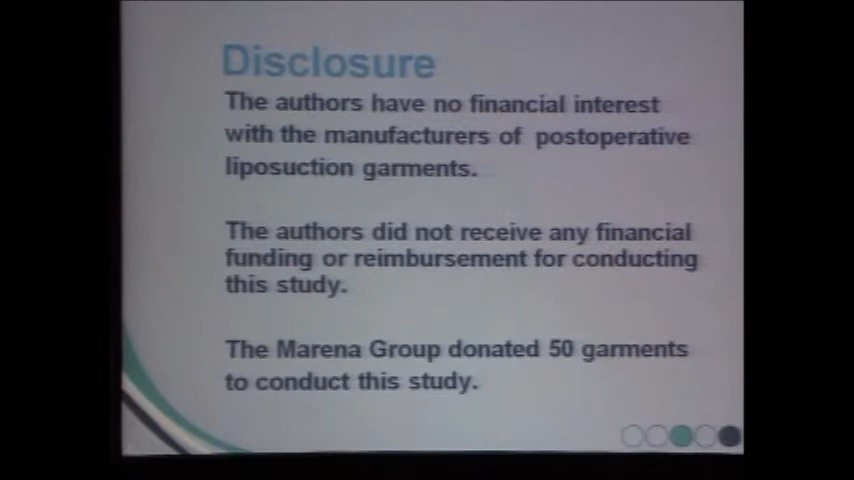 Disclosure
The authors have no financial interest
with the manufacturers of postoperative
liposuction garments.
The authors did not receive any financial
funding or reimbursement for conducting
this study.
The Marena Group donated 50 garments
to conduct this study.